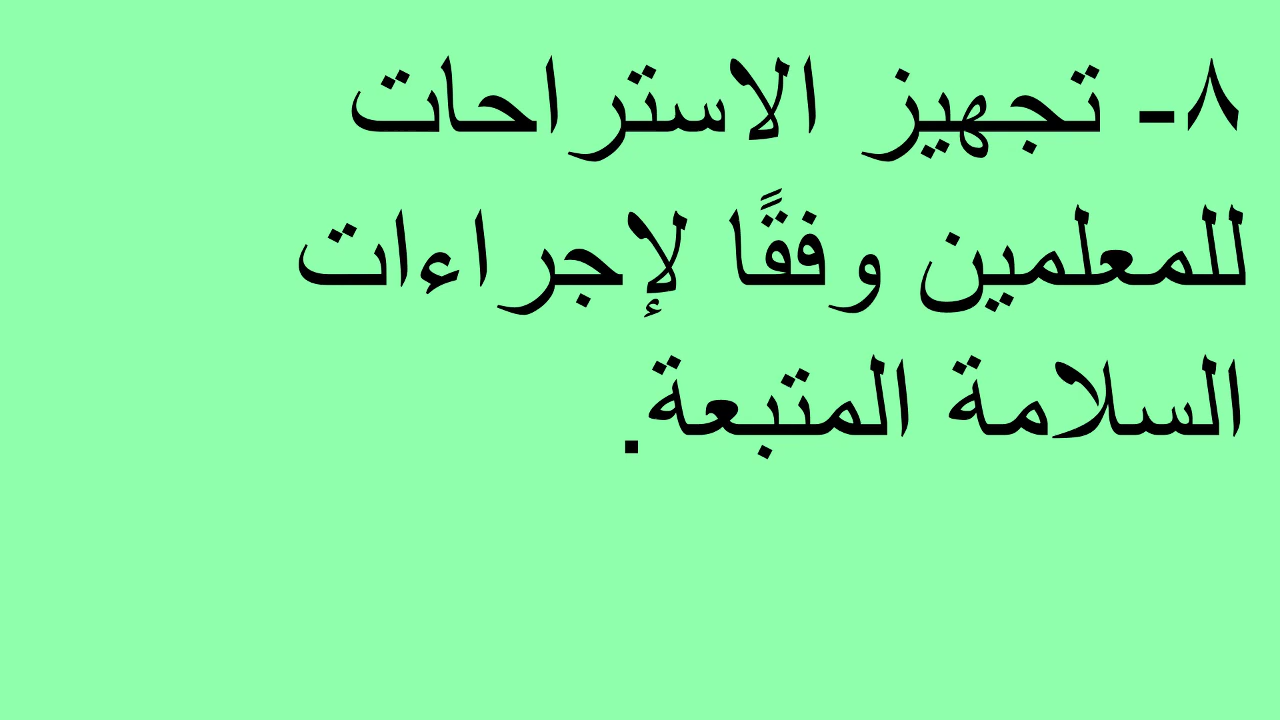 ٨- تجهيز الاستراحات
للمعلمين وفقًا لإجراءات
السلامة المتبعة.